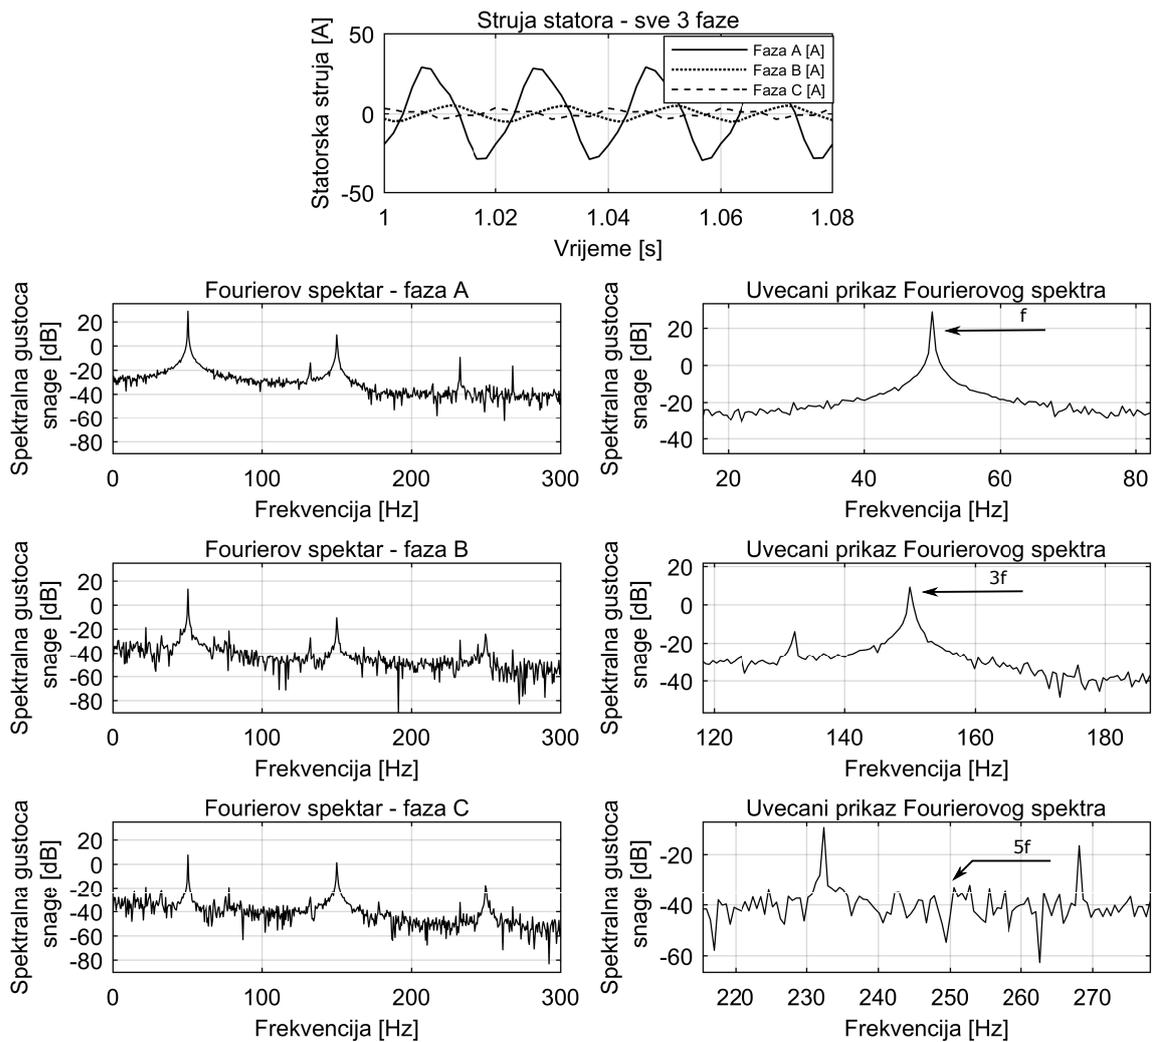 Struja statora - sve 3 faze
Statorska struja [A]
50
0
-50
Faza A [A]
Faza B [A]
Faza C [A]
1 1.02 1.04 1.06 1.08
Vrijeme [s]
Fourierov spektar - faza A
Spektralna gustoca
snage [dB]
20
0
-20
-40
-60
-80
0 100 200 300
Frekvencija [Hz]
Uvecani prikaz Fourierovog spektra
Spektralna gustoca
snage [dB]
20
0
-20
-40
f
20 40 60 80
Frekvencija [Hz]
Fourierov spektar - faza B
Spektralna gustoca
snage [dB]
20
0
-20
-40
-60
-80
0 100 200 300
Frekvencija [Hz]
Uvecani prikaz Fourierovog spektra
Spektralna gustoca
snage [dB]
0
-20
-40
3f
120 140 160 180
Frekvencija [Hz]
Fourierov spektar - faza C
Spektralna gustoca
snage [dB]
20
0
-20
-40
-60
-80
0 100 200 300
Frekvencija [Hz]
Uvecani prikaz Fourierovog spektra
Spektralna gustoca
snage [dB]
-20
-40
-60
5f
220 230 240 250 260 270
Frekvencija [Hz]